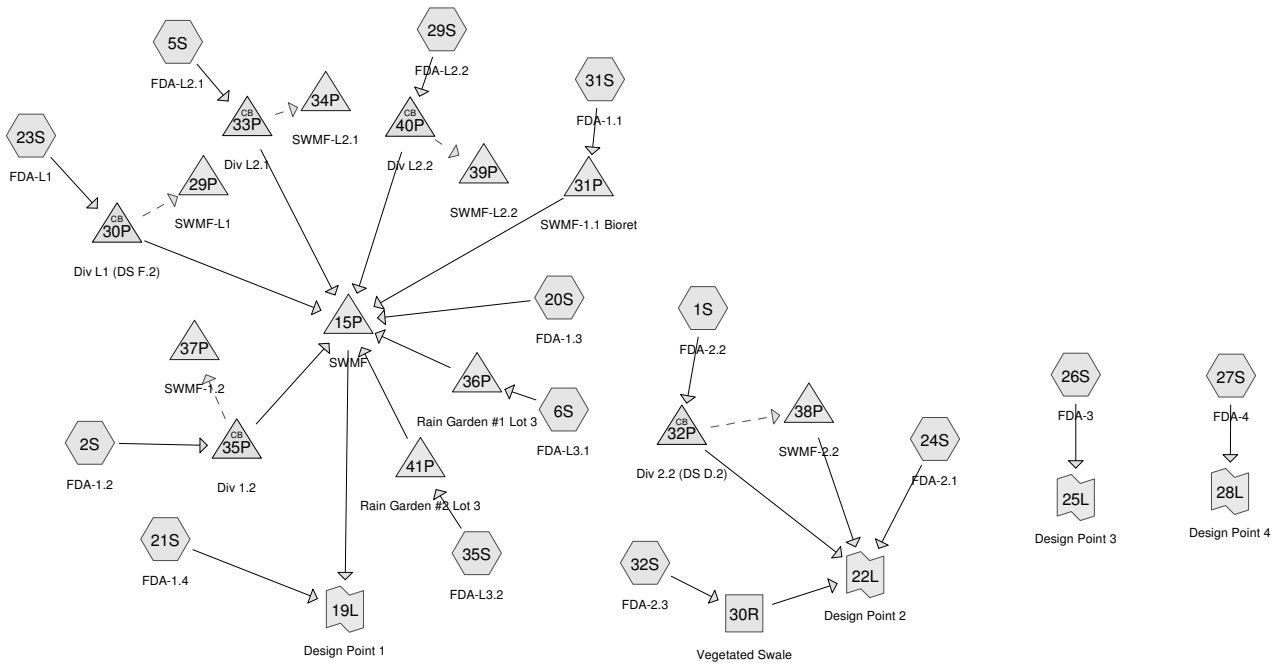 5S
FDA-L2.1
29S
FDA-L2.2
31S
FDA-1.1
23S
FDA-L1
CB
33P
Div L2.1
34P
SWMF-L2.1
CB
40P
Div L2.2
39P
SWMF-L2.2
31P
SWMF-1.1 Bioret
29P
SWMF-L1
CB
30P
Div L1 (DS F.2)
15P
SWMF
20S
FDA-1.3
1S
FDA-2.2
37P
SWMF-1.2
36P
Rain Garden #1 Lot 3
6S
FDA-L3.1
2S
FDA-1.2
CB
35P
Div 1.2
41P
Rain Garden #2 Lot 3
35S
FDA-L3.2
21S
FDA-1.4
19L
Design Point 1
CB
32P
Div 2.2 (DS D.2)
38P
SWMF-2.2
24S
FDA-2.1
32S
FDA-2.3
30R
Vegetated Swale
22L
Design Point 2
26S
FDA-3
25L
Design Point 3
27S
FDA-4
28L
Design Point 4